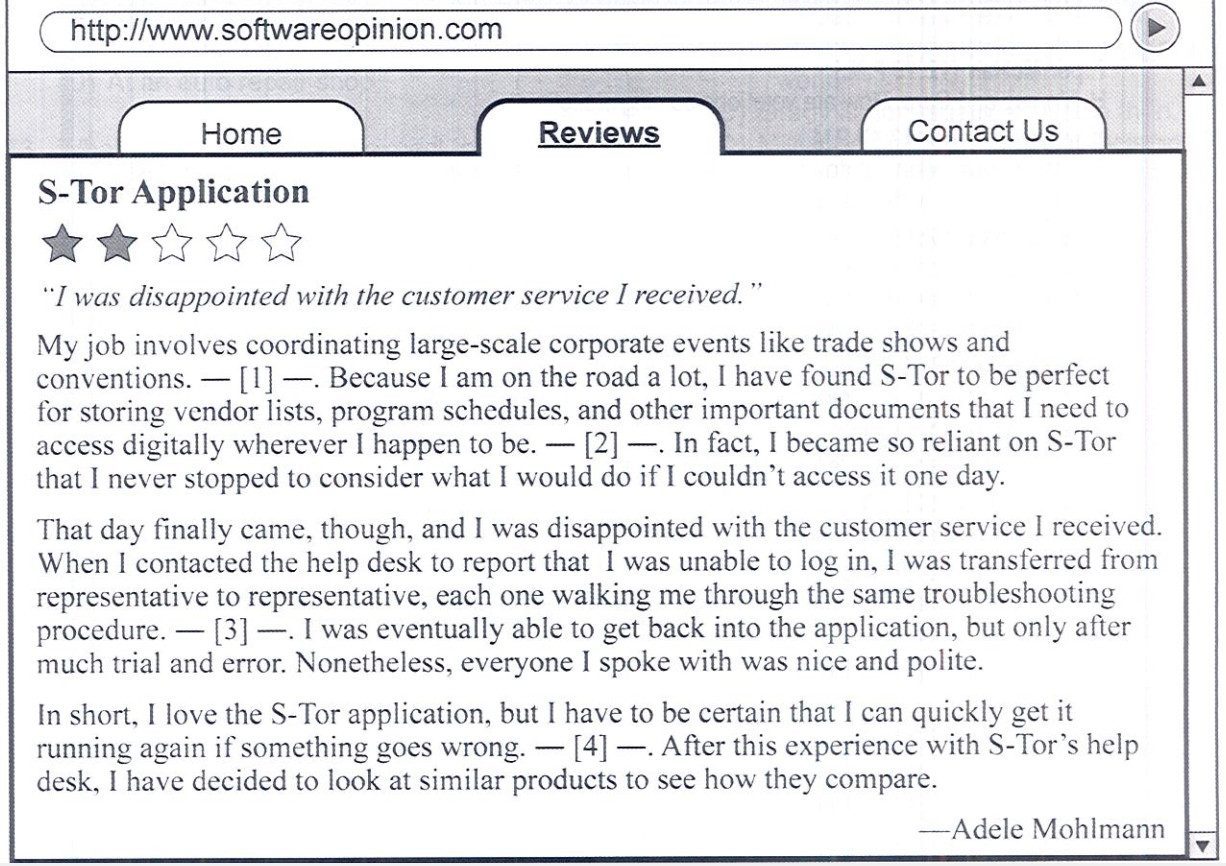 http://www.softwareopinion.com
Home
Reviews
Contact Us
S-Tor Application
"I was disappointed with the customer service I received."
My job involves coordinating large-scale corporate events like trade shows and
conventions. — [1] —. Because I am on the road a lot, I have found S-Tor to be perfect
for storing vendor lists, program schedules, and other important documents that I need to
access digitally wherever I happen to be. — [2] —. In fact, I became so reliant on S-Tor
that I never stopped to consider what I would do if I couldn't access it one day.
That day finally came, though, and I was disappointed with the customer service I received.
When I contacted the help desk to report that I was unable to log in, I was transferred from
representative to representative, each one walking me through the same troubleshooting
procedure. — [3] —. I was eventually able to get back into the application, but only after
much trial and error. Nonetheless, everyone I spoke with was nice and polite.
In short, I love the S-Tor application, but I have to be certain that I can quickly get it
running again if something goes wrong. — [4] —. After this experience with S-Tor's help
desk, I have decided to look at similar products to see how they compare.
—Adele Mohlmann